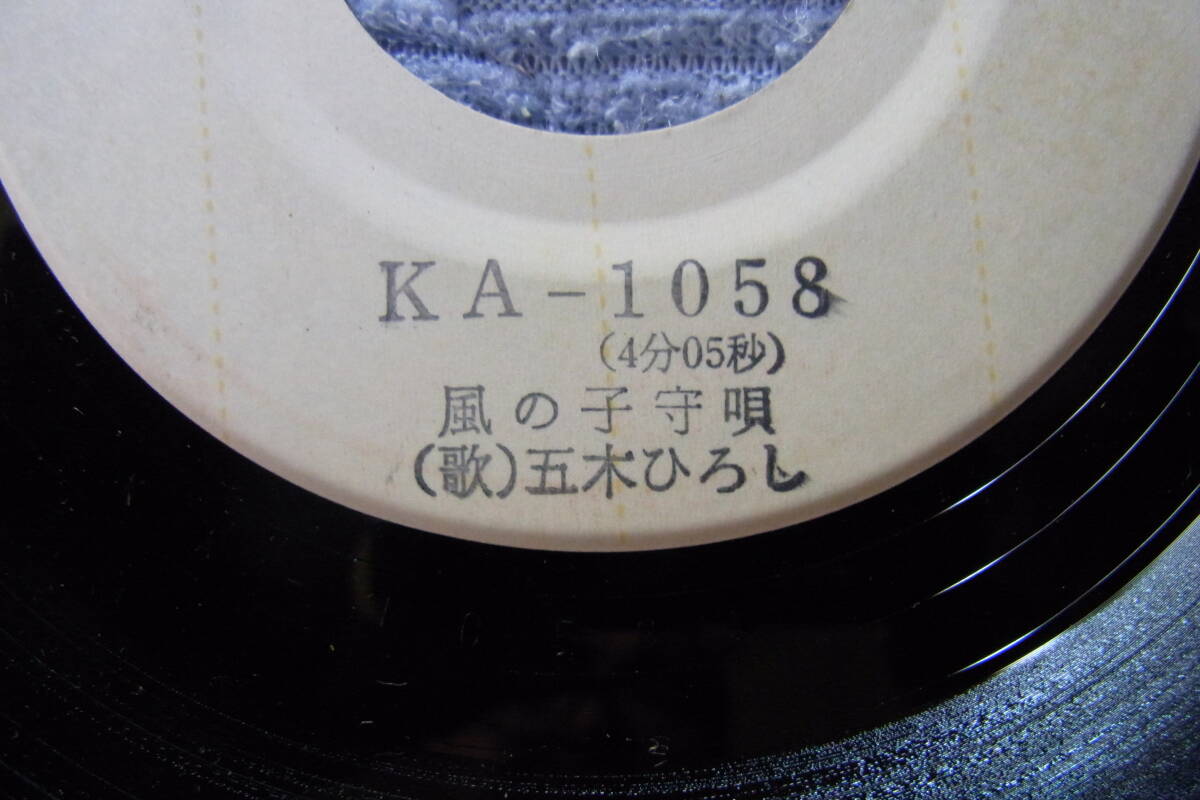 KA-1058
(4分05秒)
風の子守唄
(歌)五木ひろし